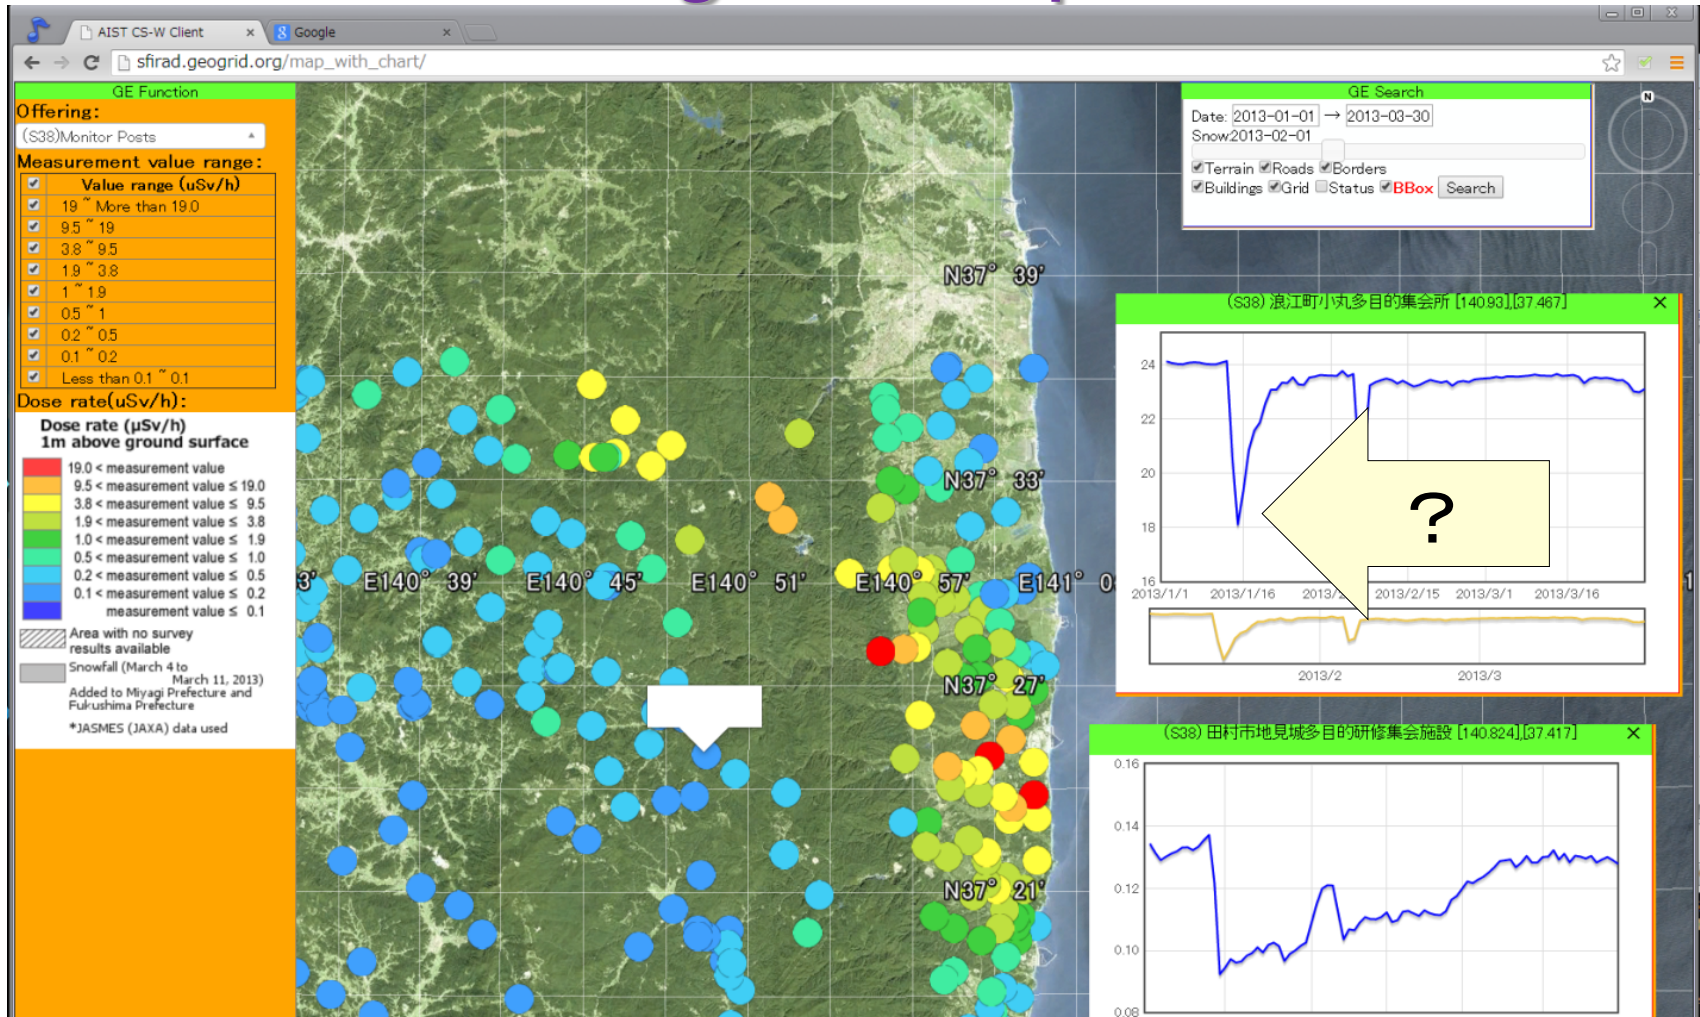 AIST CS-W Client
Google
sfirad.geogrid.org/map_with_chart/
GE Function
Offering:
(S38)Monitor Posts
Measurement value range:
Value range (uSv/h)
19 ~ More than 19.0
9.5 ~ 19
3.8 ~ 9.5
1.9 ~ 3.8
1 ~ 1.9
0.5 ~ 1
0.2 ~ 0.5
0.1 ~ 0.2
Less than 0.1 ~ 0.1
Dose rate(uSv/h):
Dose rate (μSv/h)
1m above ground surface
19.0 < measurement value
9.5 < measurement value ≤ 19.0
3.8 < measurement value ≤ 9.5
1.9 < measurement value ≤ 3.8
1.0 < measurement value ≤ 1.9
0.5 < measurement value ≤ 1.0
0.2 < measurement value ≤ 0.5
0.1 < measurement value ≤ 0.2
measurement value ≤ 0.1
Area with no survey
results available
Snowfall (March 4 to
March 11, 2013)
Added to Miyagi Prefecture and
Fukushima Prefecture
*JASMES (JAXA) data used
N37° 39'
N37° 33'
3' E140° 39' E140° 45' E140° 51' E140° 57' E141° 0
N37° 27'
N37° 21'
GE Search
Date: 2013-01-01 → 2013-03-30
Snow:2013-02-01
Terrain Roads Borders
Buildings Grid Status BBox Search
N
(S38) 浪江町小丸多目的集会所 [140.93],[37.467]
24
22
20
18
16
?
2013/1/1 2013/1/16 2013/2/15 2013/3/1 2013/3/16
2013/2 2013/3
1
(S38) 田村市地見城多目的研修集会施設 [140.824],[37.417]
0.16
0.14
0.12
0.10
0.08